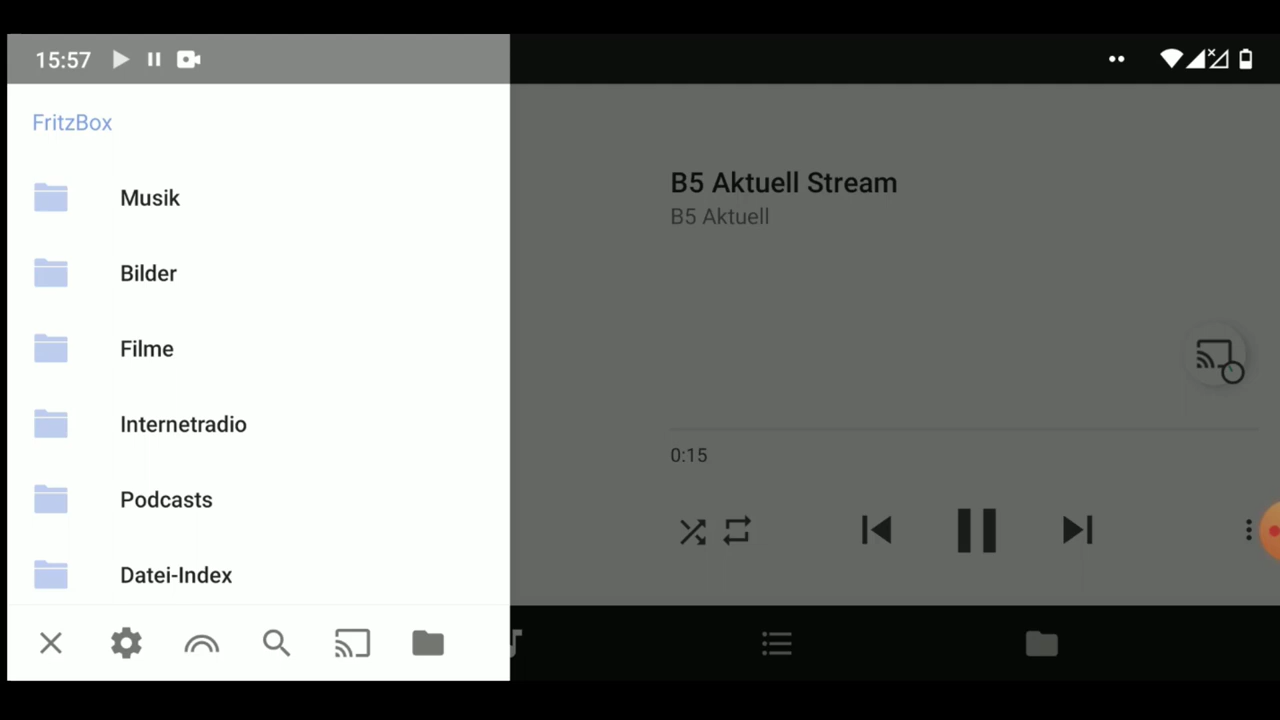 15:57
FritzBox
Musik
Bilder
Filme
Internetradio
Podcasts
Datei-Index
B5 Aktuell Stream
B5 Aktuell
0:15